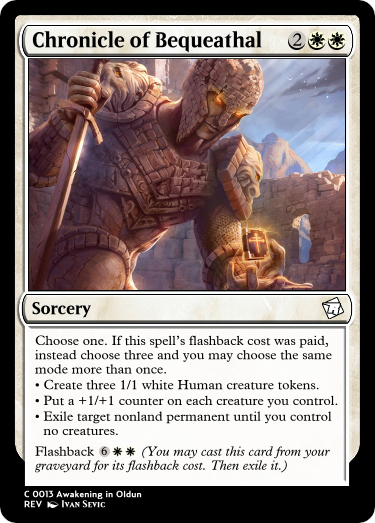 Chronicle of Bequeathal 2
Sorcery
Choose one. If this spell's flashback cost was paid,
instead choose three and you may choose the same
mode more than once.
• Create three 1/1 white Human creature tokens.
• Put a +1/+1 counter on each creature you control.
• Exile target nonland permanent until you control
no creatures.
Flashback 6 (You may cast this card from your
graveyard for its flashback cost. Then exile it.)
C 0013 Awakening in Oldun
REV Ivan Sevic